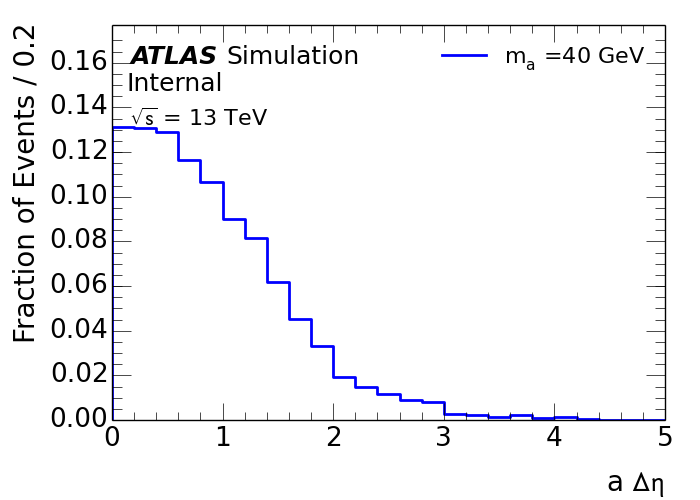 Fraction of Events / 0.2
0.16
0.14
0.12
0.10
0.08
0.06
0.04
0.02
0.00
ATLAS Simulation
Internal
√s = 13 TeV
mₐ =40 GeV
0 1 2 3 4 5
a Δη